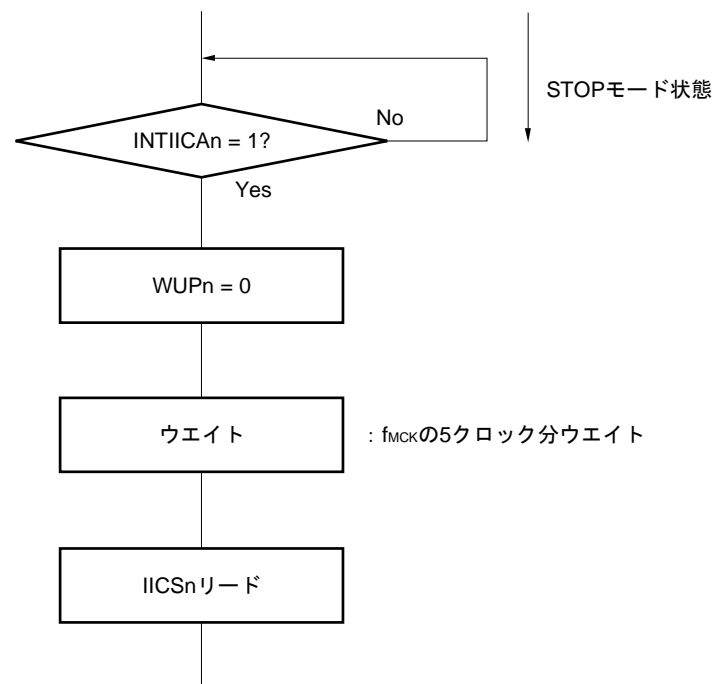 STOPモード状態
No
INTIICAn = 1?
Yes
WUPn = 0
ウエイト
: fMCKの5クロック分ウエイト
IICSnリード